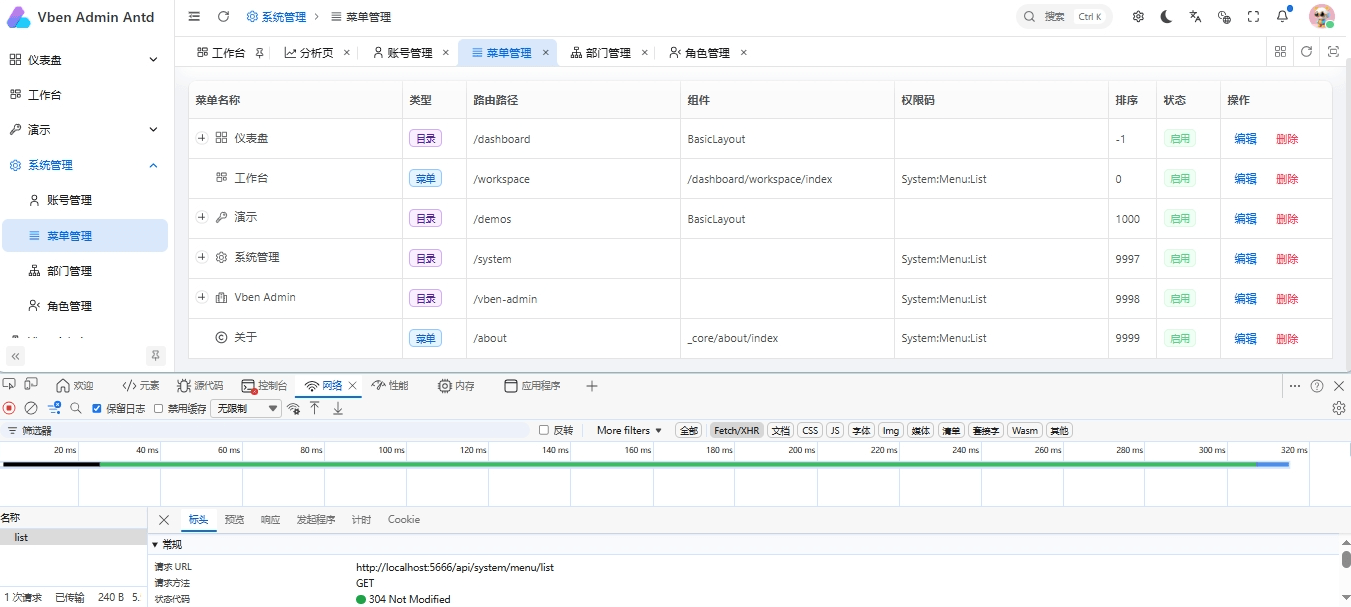 Vben Admin Antd
系统管理 > 菜单管理
搜索 Ctrl K
工作台 分析页 × 账号管理 × 菜单管理 × 部门管理 × 角色管理 ×
仪表盘
工作台
演示
系统管理
账号管理
菜单管理
部门管理
角色管理
菜单名称 类型 路由路径 组件 权限码 排序 状态 操作
仪表盘 目录 /dashboard BasicLayout -1 启用 编辑 删除
工作台 菜单 /workspace /dashboard/workspace/index System:Menu:List 0 启用 编辑 删除
演示 目录 /demos BasicLayout 1000 启用 编辑 删除
系统管理 目录 /system System:Menu:List 9997 启用 编辑 删除
Vben Admin 目录 /vben-admin System:Menu:List 9998 启用 编辑 删除
关于 菜单 /about _core/about/index System:Menu:List 9999 启用 编辑 删除
欢迎 元素 源代码 控制台 网络 性能 内存 应用程序
保留日志 禁用缓存 无限制
筛选器 反转 More filters 全部 Fetch/XHR 文档 CSS JS 字体 Img 媒体 清单 套接字 Wasm 其他
20 ms 40 ms 60 ms 80 ms 100 ms 120 ms 140 ms 160 ms 180 ms 200 ms 220 ms 240 ms 260 ms 280 ms 300 ms 320 ms
名称
list
标头 预览 响应 发起程序 计时 Cookie
常规
请求 URL http://localhost:5666/api/system/menu/list
请求方法 GET
状态代码 304 Not Modified
1 次请求 已传输 240 B 5.